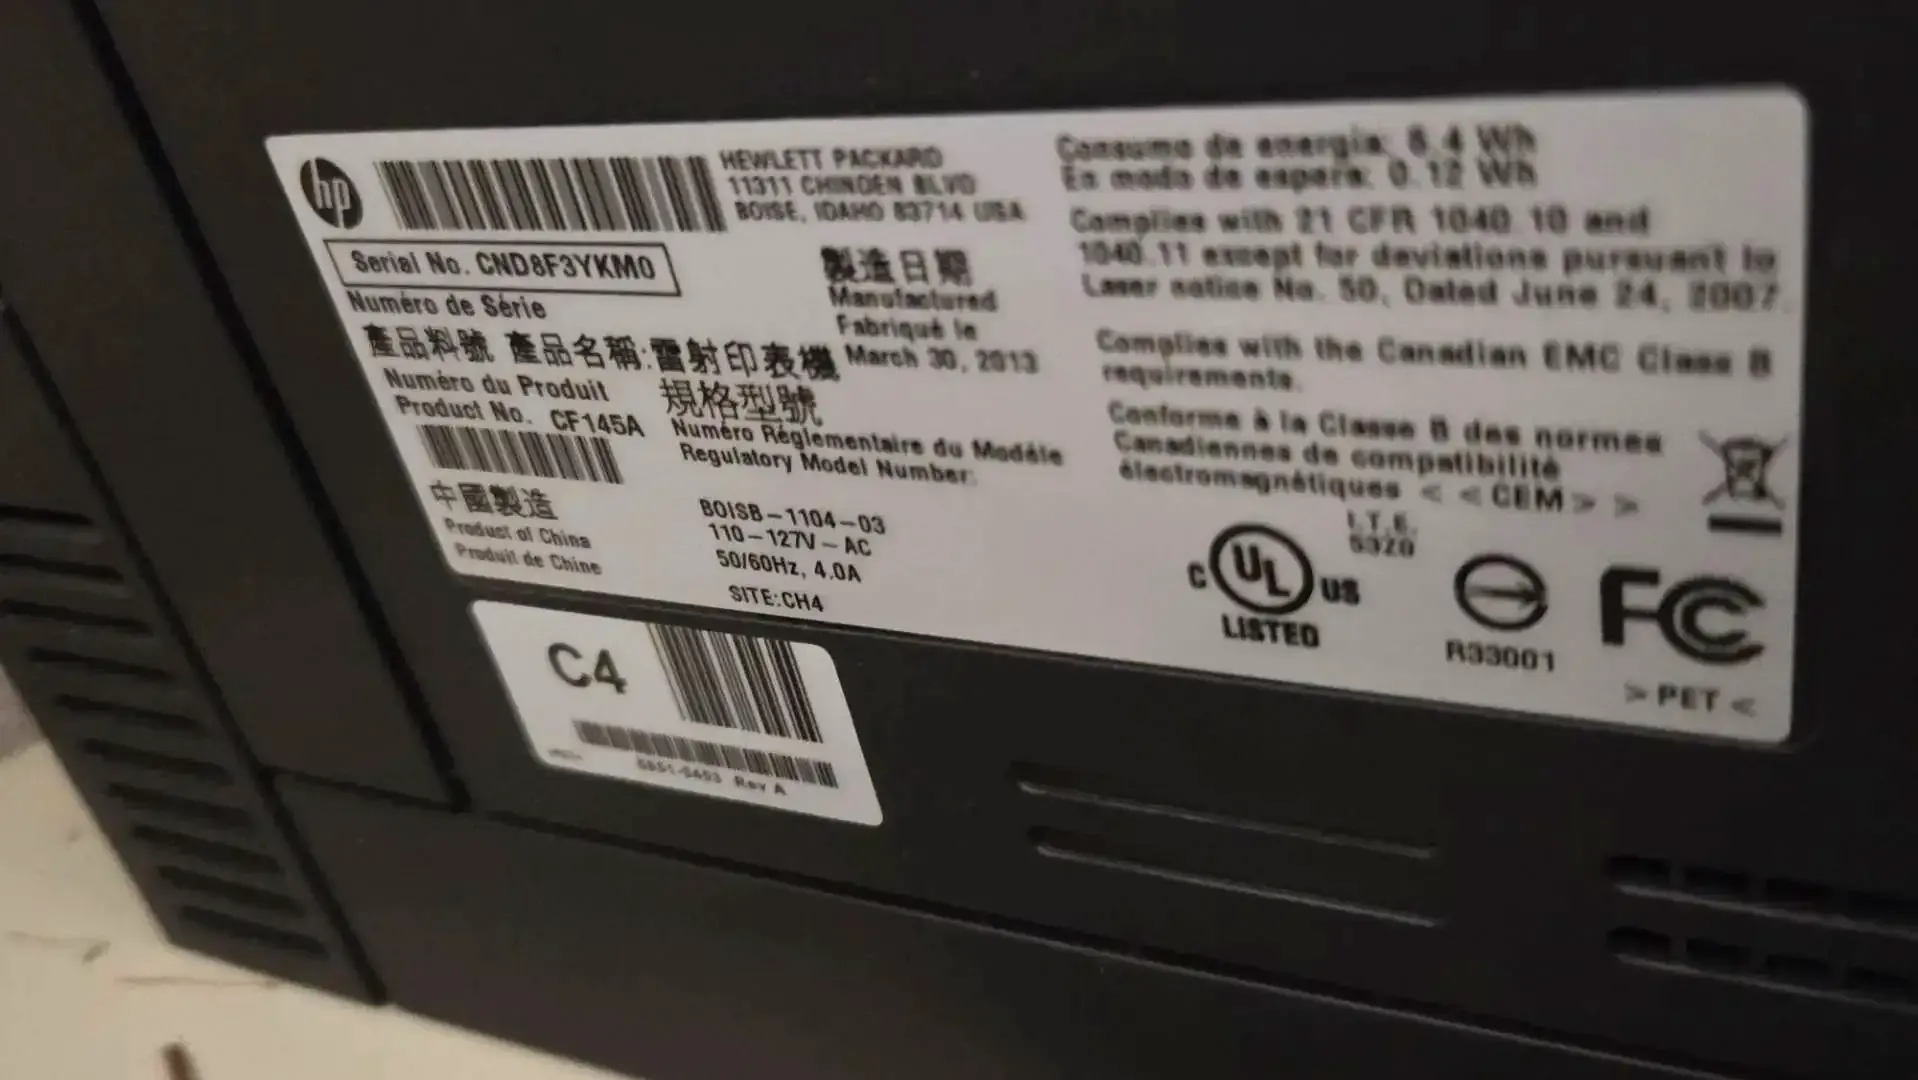 hp
HEWLETT PACKARD
11311 CHINDEN BLVD
BOISE, IDAHO 83714 USA
Serial No. CND8F3YKM0
Numéro de Série
製造日期
Manufactured
Fabriqué le
March 30, 2013
產品料號 產品名稱:雷射印表機
Numéro du Produit
Product No. CF145A
規格型號
Numéro Réglementaire du Modèle
Regulatory Model Number:
中國製造
Product of China
Produit de Chine
BOISB-1104-03
110-127V-AC
50/60Hz, 4.0A
SITE:CH4
Consumo de energía: 8.4 Wh
En modo de espera: 0.12 Wh
Complies with 21 CFR 1040.10 and
1040.11 except for deviations pursuant to
Laser notice No. 50, Dated June 24, 2007.
Complies with the Canadian EMC Class B
requirements.
Conforme à la Classe B des normes
Canadiennes de compatibilité
électromagnétiques < < CEM > >
I.T.E.
5320
C UL US
LISTED
R33001
FC
> PET <
C4
Rev A